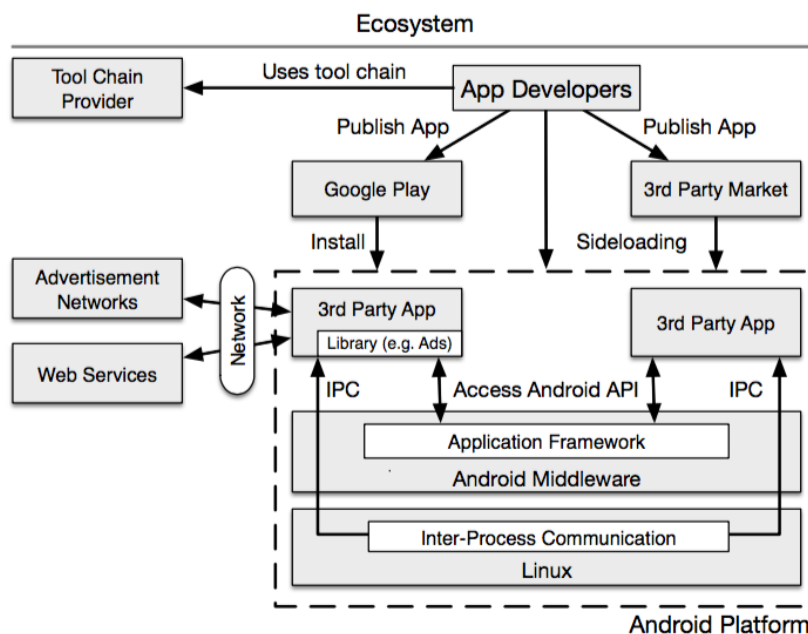 Ecosystem
Tool Chain
Provider
Uses tool chain
App Developers
Publish App
Publish App
Google Play
3rd Party Market
Install
Sideloading
Advertisement
Networks
Web Services
Network
3rd Party App
Library (e.g. Ads)
3rd Party App
IPC
Access Android API
IPC
Application Framework
Android Middleware
Inter-Process Communication
Linux
Android Platform